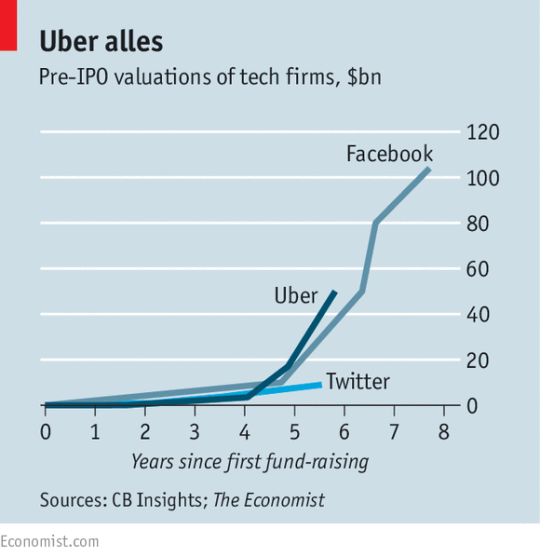 Uber alles
Pre-IPO valuations of tech firms, $bn
120
Facebook
100
80
60
Uber
40
20
Twitter
0
0 1 2 3 4 5 6 7 8
Years since first fund-raising
Sources: CB Insights; The Economist
Economist.com